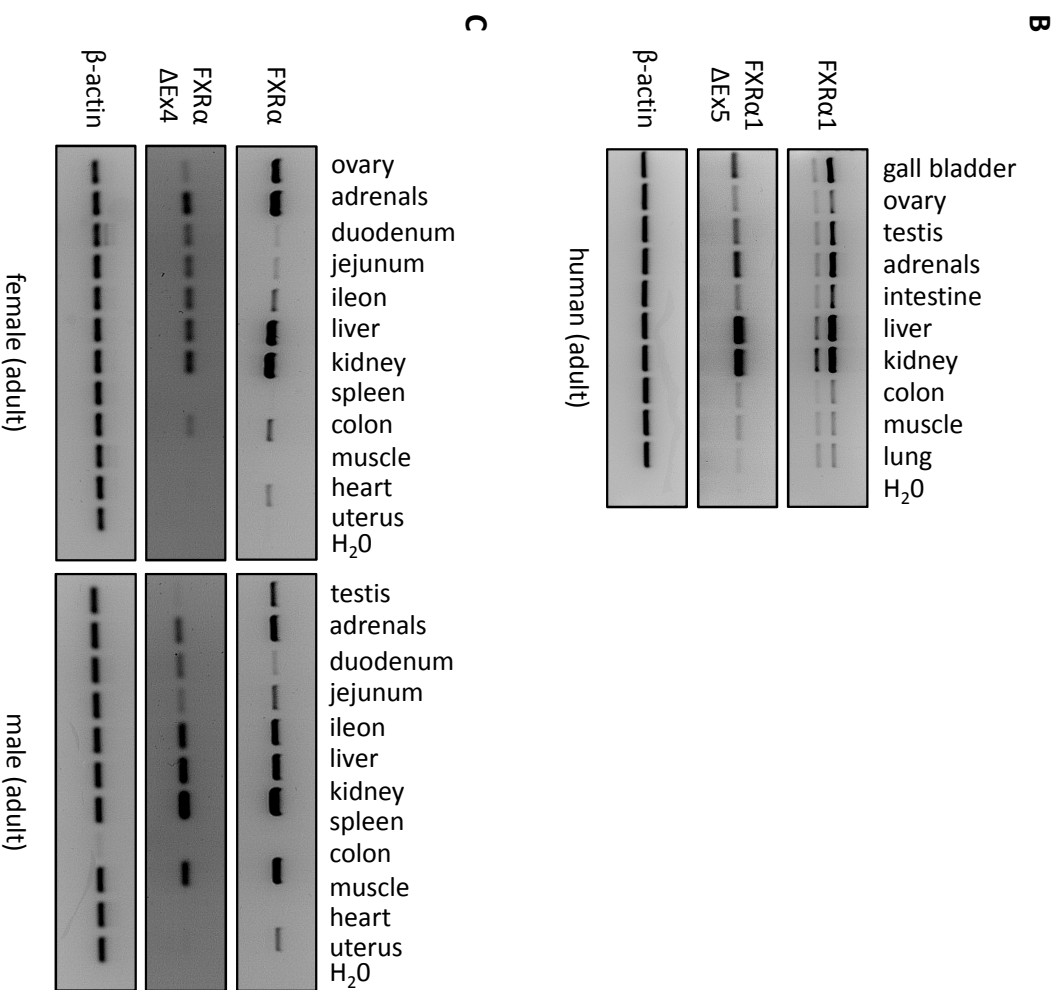 B
gall bladder
ovary
testis
adrenals
intestine
liver
kidney
colon
muscle
lung
H₂0
FXRα1
FXRα1
ΔEx5
β-actin
human (adult)
C
ovary
adrenals
duodenum
jejunum
ileon
liver
kidney
spleen
colon
muscle
heart
uterus
H₂0
testis
adrenals
duodenum
jejunum
ileon
liver
kidney
spleen
colon
muscle
heart
uterus
H₂0
FXRα
FXRα
ΔEx4
β-actin
female (adult)
male (adult)